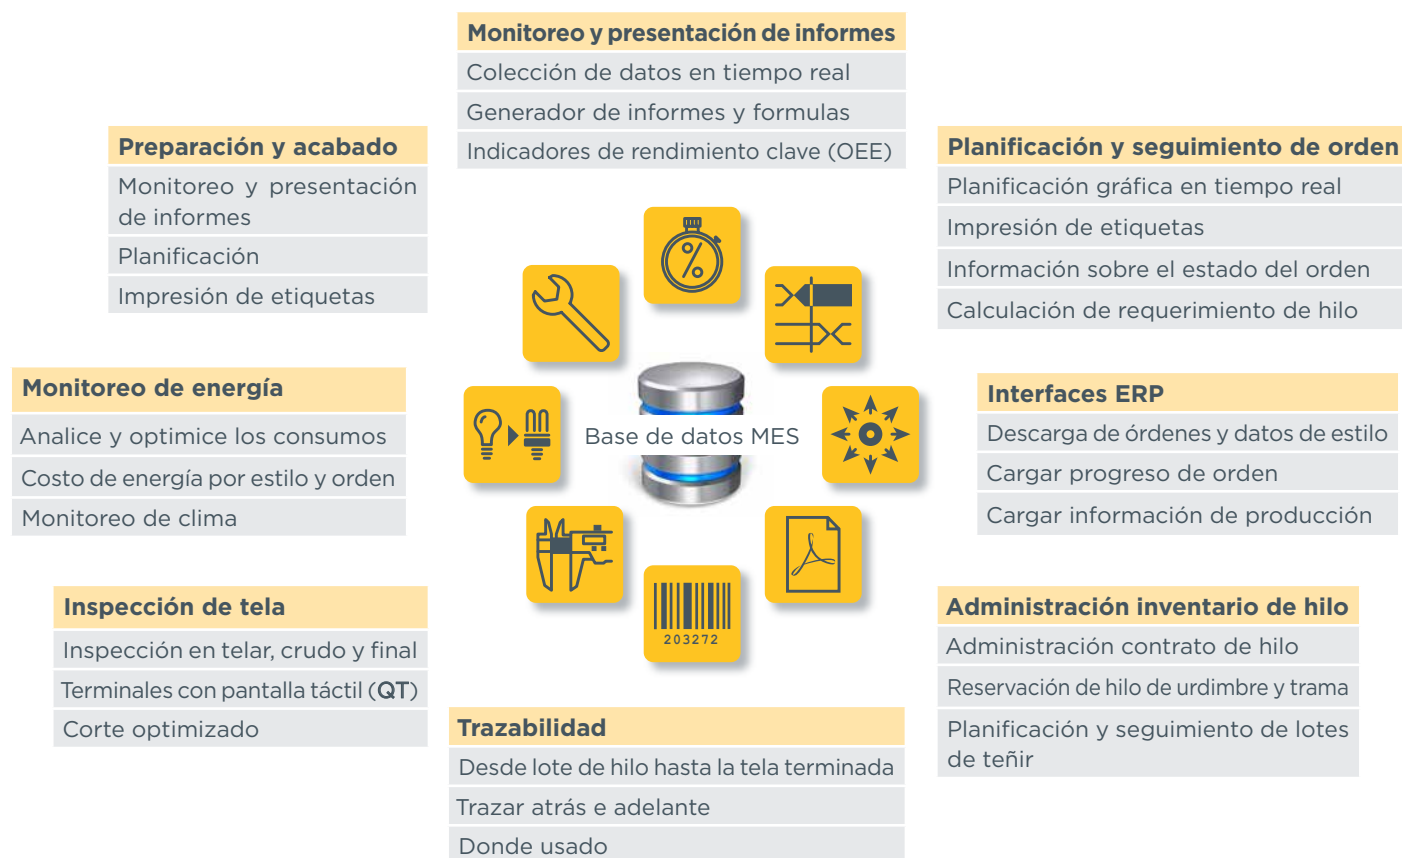 Monitoreo y presentación de informes
Colección de datos en tiempo real
Generador de informes y formulas
Indicadores de rendimiento clave (OEE)
Preparación y acabado
Monitoreo y presentación
de informes
Planificación
Impresión de etiquetas
Planificación y seguimiento de orden
Planificación gráfica en tiempo real
Impresión de etiquetas
Información sobre el estado del orden
Calculación de requerimiento de hilo
Monitoreo de energía
Analice y optimice los consumos
Costo de energía por estilo y orden
Monitoreo de clima
%
Base de datos MES
203272
Interfaces ERP
Descarga de órdenes y datos de estilo
Cargar progreso de orden
Cargar información de producción
Inspección de tela
Inspección en telar, crudo y final
Terminales con pantalla táctil (QT)
Corte optimizado
Administración inventario de hilo
Administración contrato de hilo
Reservación de hilo de urdimbre y trama
Planificación y seguimiento de lotes
de teñir
Trazabilidad
Desde lote de hilo hasta la tela terminada
Trazar atrás e adelante
Donde usado